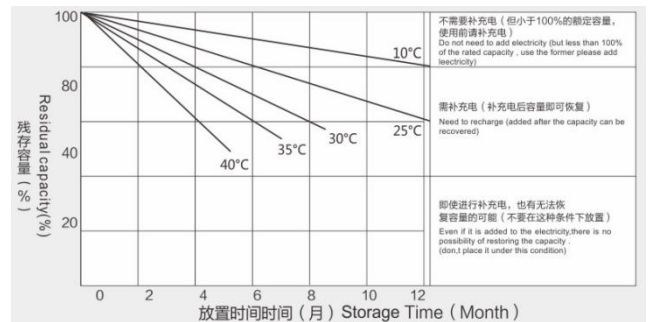 100
80
40
20
残存容量(%)
Residual capacity(%)
10°C
25°C
30°C
35°C
40°C
不需要补充电（但小于100%的额定容量，
使用前请补充电）
Do not need to add electricity (but less than 100%
of the rated capacity , use the former please add
leectricity)
需补充电（补充电后容量即可恢复）
Need to recharge (added after the capacity can be
recovered)
即使进行补充电，也有无法恢
复容量的可能（不要在这种条件下放置）
Even if it is added to the electricity,there is no
possibility of restoring the capacity .
(don,t place it under this condition)
0 2 4 6 8 10 12
放置时间时间（月）Storage Time（Month）